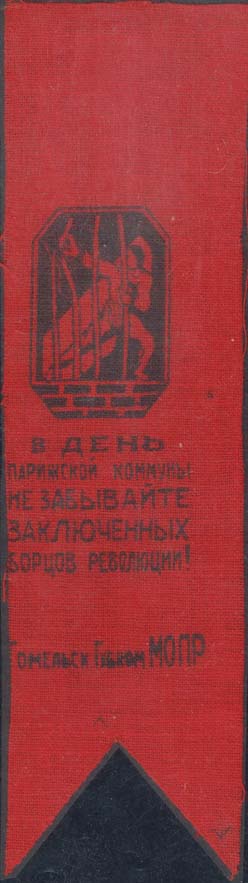 В ДЕНЬ
ПАРИЖСКОЙ КОММУНЫ
НЕ ЗАБЫВАЙТЕ
ЗАКЛЮЧЕННЫХ
БОРЦОВ РЕВОЛЮЦИИ!
ГОМЕЛЬСК ГУБКОМ МОПР